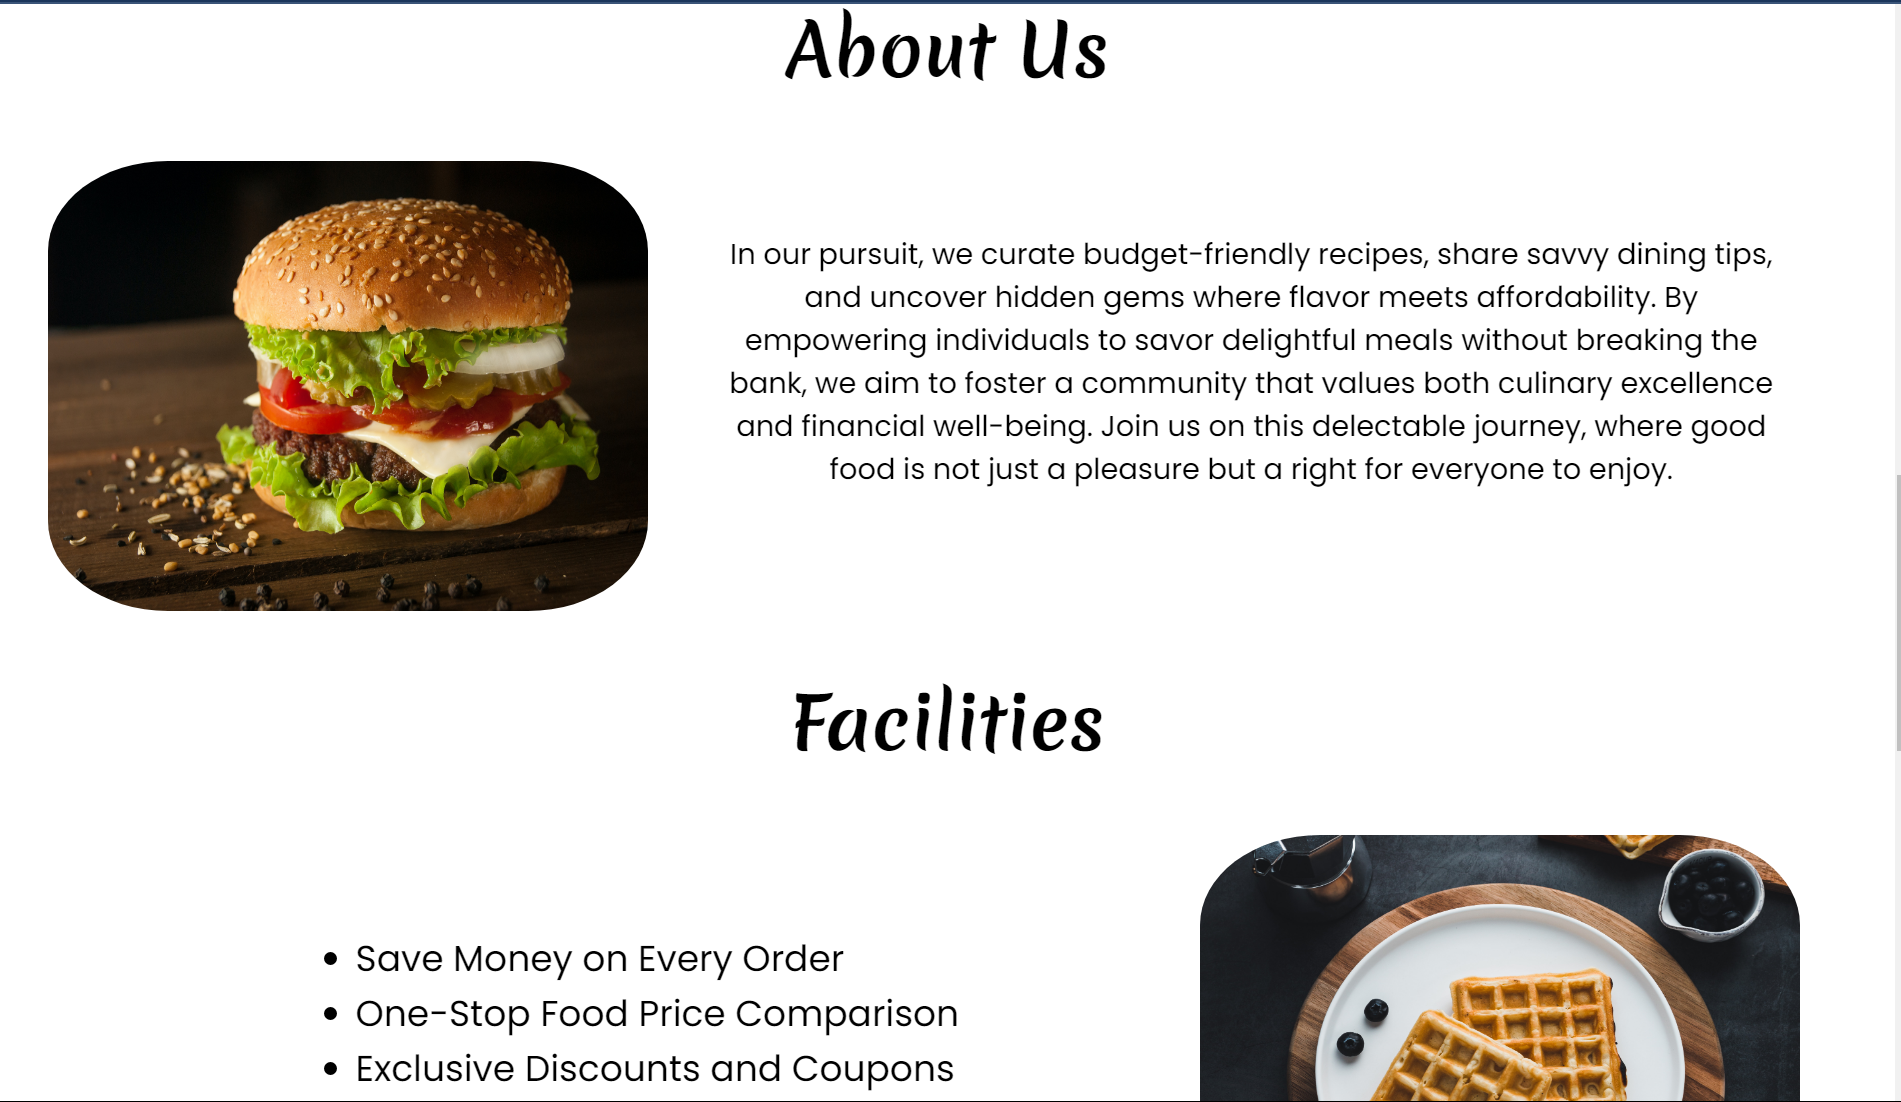 About Us
In our pursuit, we curate budget-friendly recipes, share savvy dining tips,
and uncover hidden gems where flavor meets affordability. By
empowering individuals to savor delightful meals without breaking the
bank, we aim to foster a community that values both culinary excellence
and financial well-being. Join us on this delectable journey, where good
food is not just a pleasure but a right for everyone to enjoy.
Facilities
• Save Money on Every Order
• One-Stop Food Price Comparison
• Exclusive Discounts and Coupons